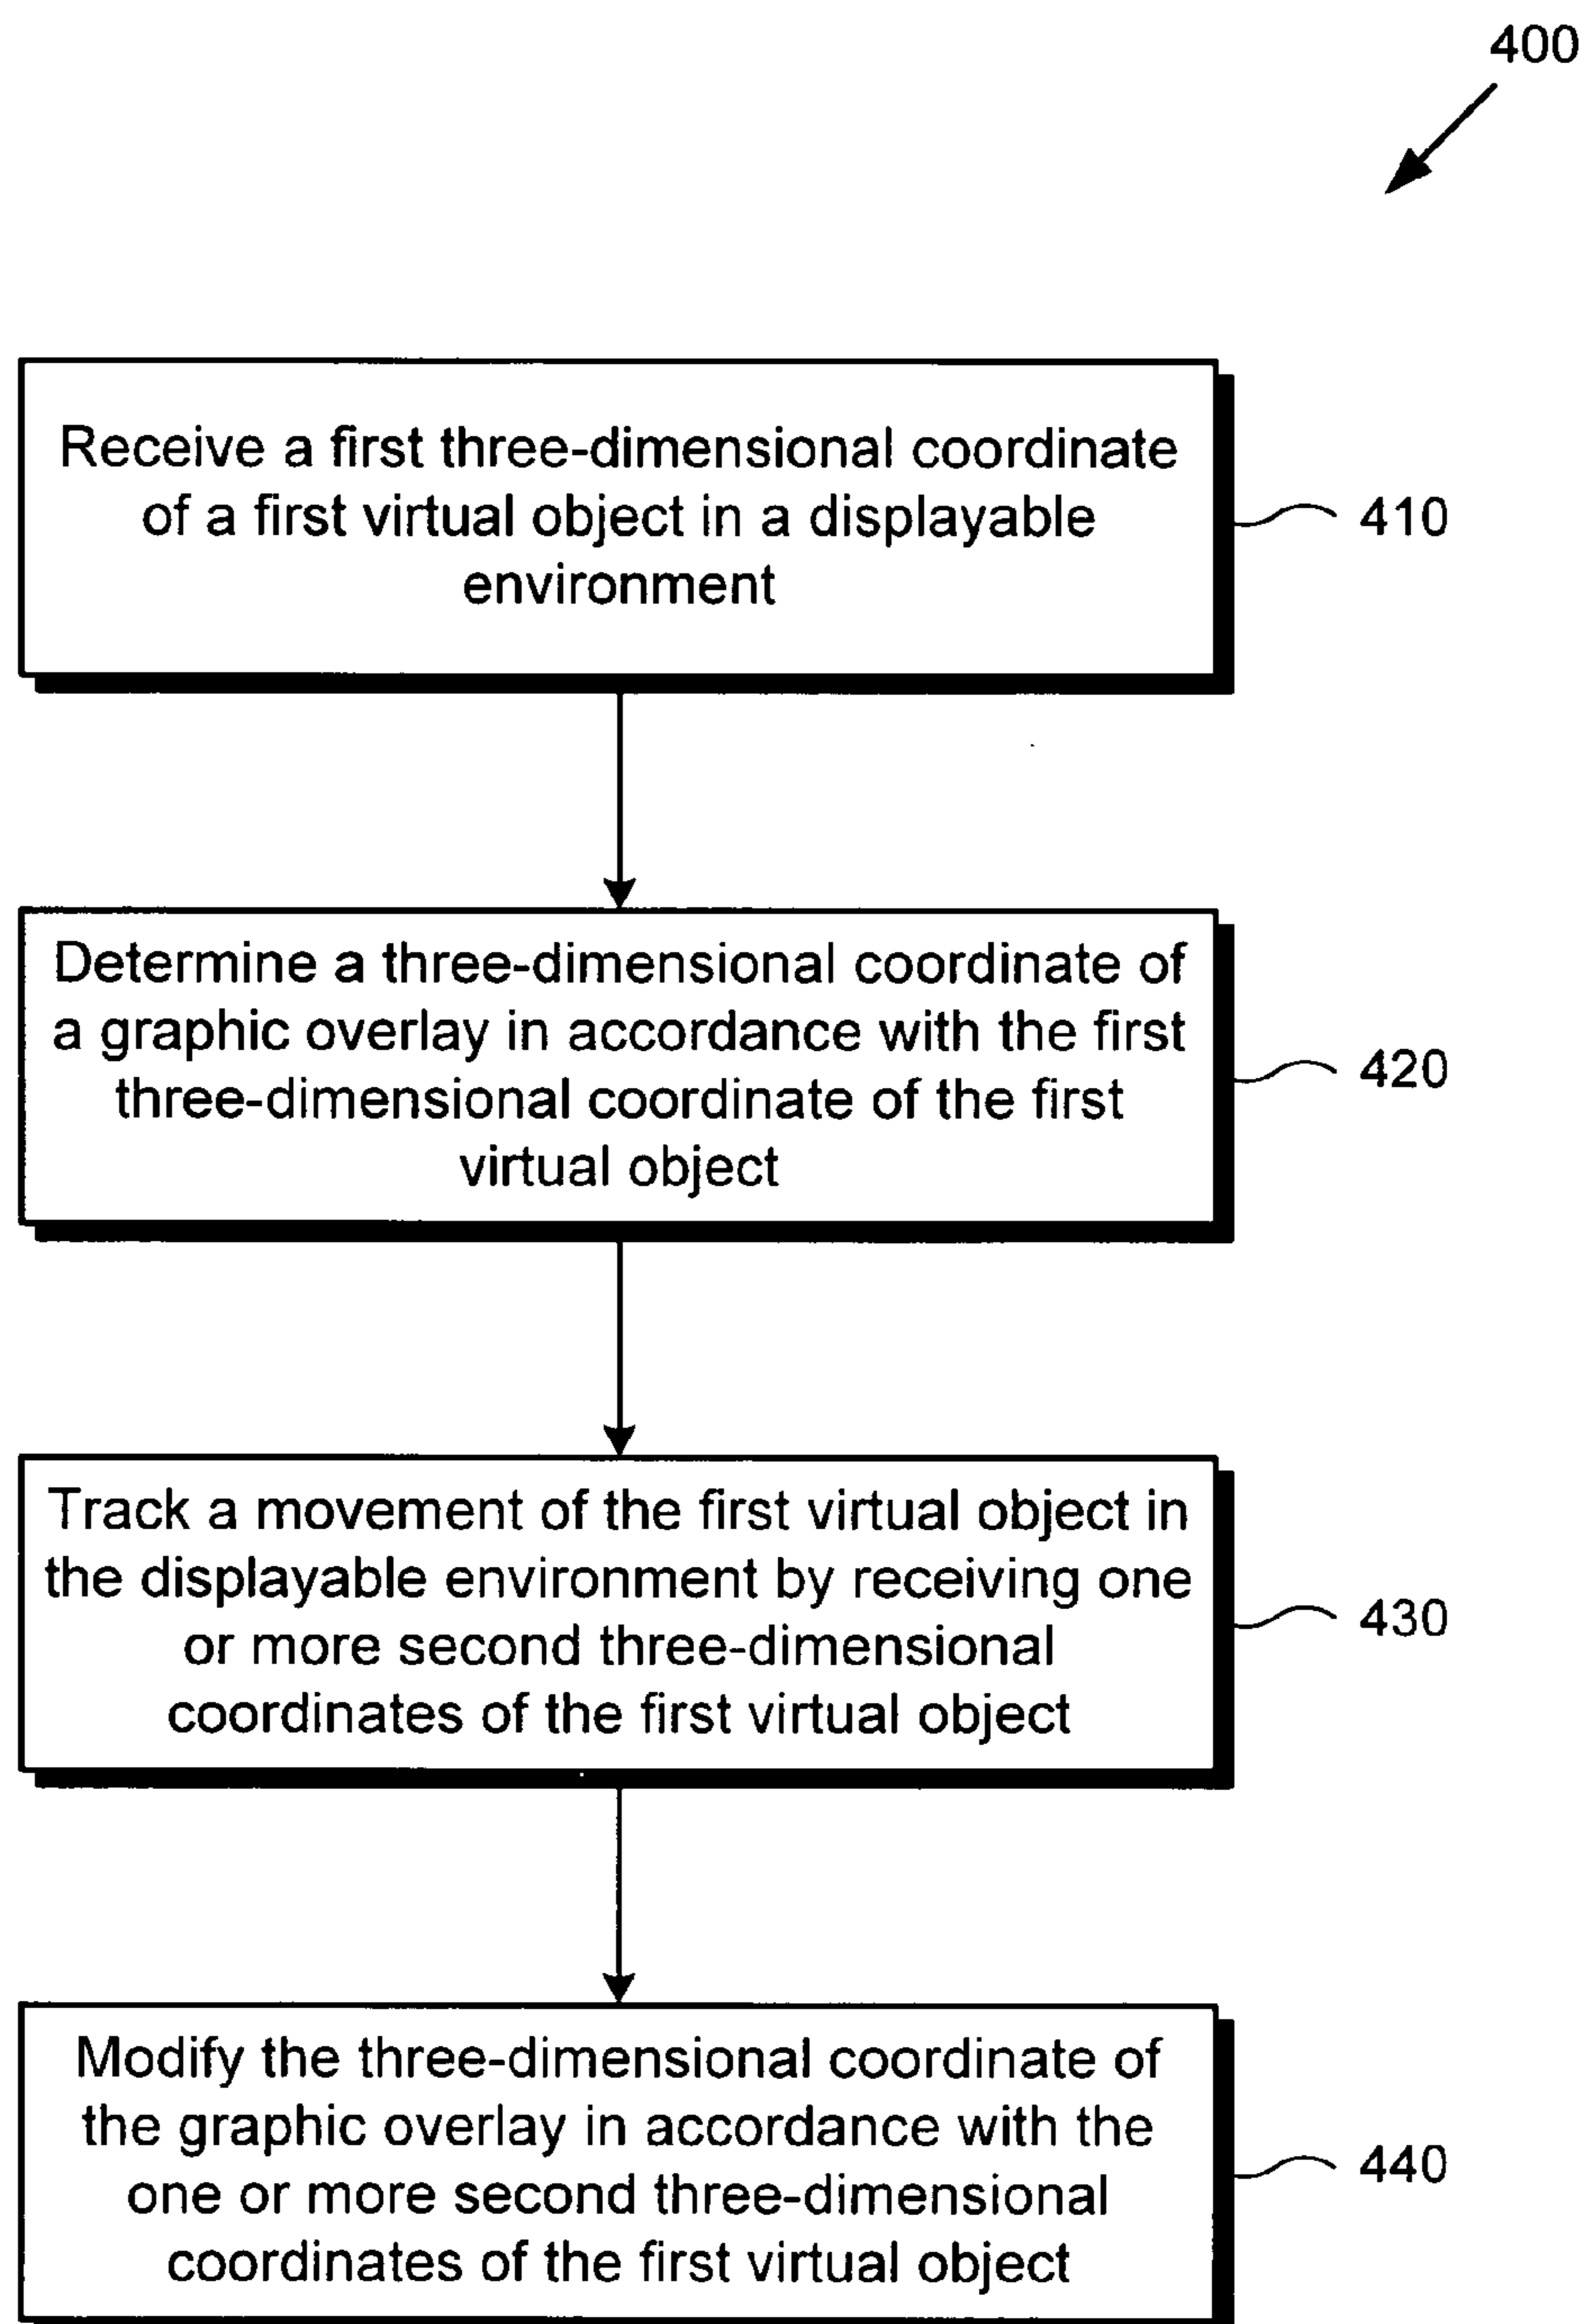 400
Receive a first three-dimensional coordinate
of a first virtual object in a displayable
environment
410
Determine a three-dimensional coordinate of
a graphic overlay in accordance with the first
three-dimensional coordinate of the first
virtual object
420
Track a movement of the first virtual object in
the displayable environment by receiving one
or more second three-dimensional
coordinates of the first virtual object
430
Modify the three-dimensional coordinate of
the graphic overlay in accordance with the
one or more second three-dimensional
coordinates of the first virtual object
440